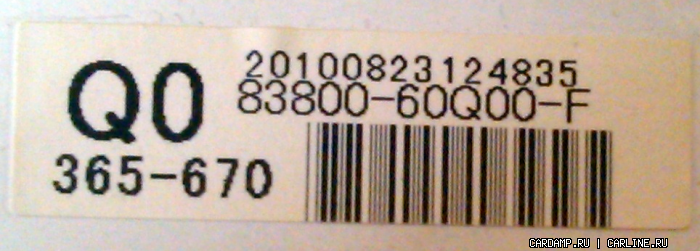 Q0
20100823124835
83800-60Q00-F
365-670
CARDAMP.RU | CARLINE.RU